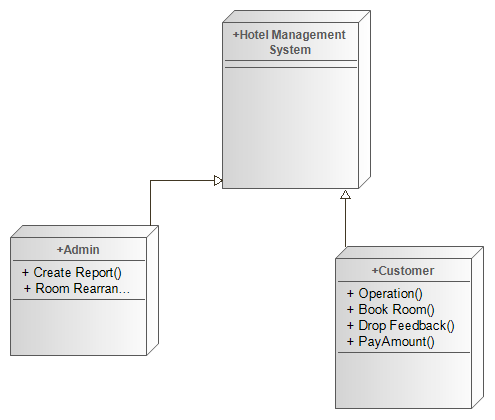 +Hotel Management
System
+Admin
+ Create Report()
+ Room Rearran...
+Customer
+ Operation()
+ Book Room()
+ Drop Feedback()
+ PayAmount()